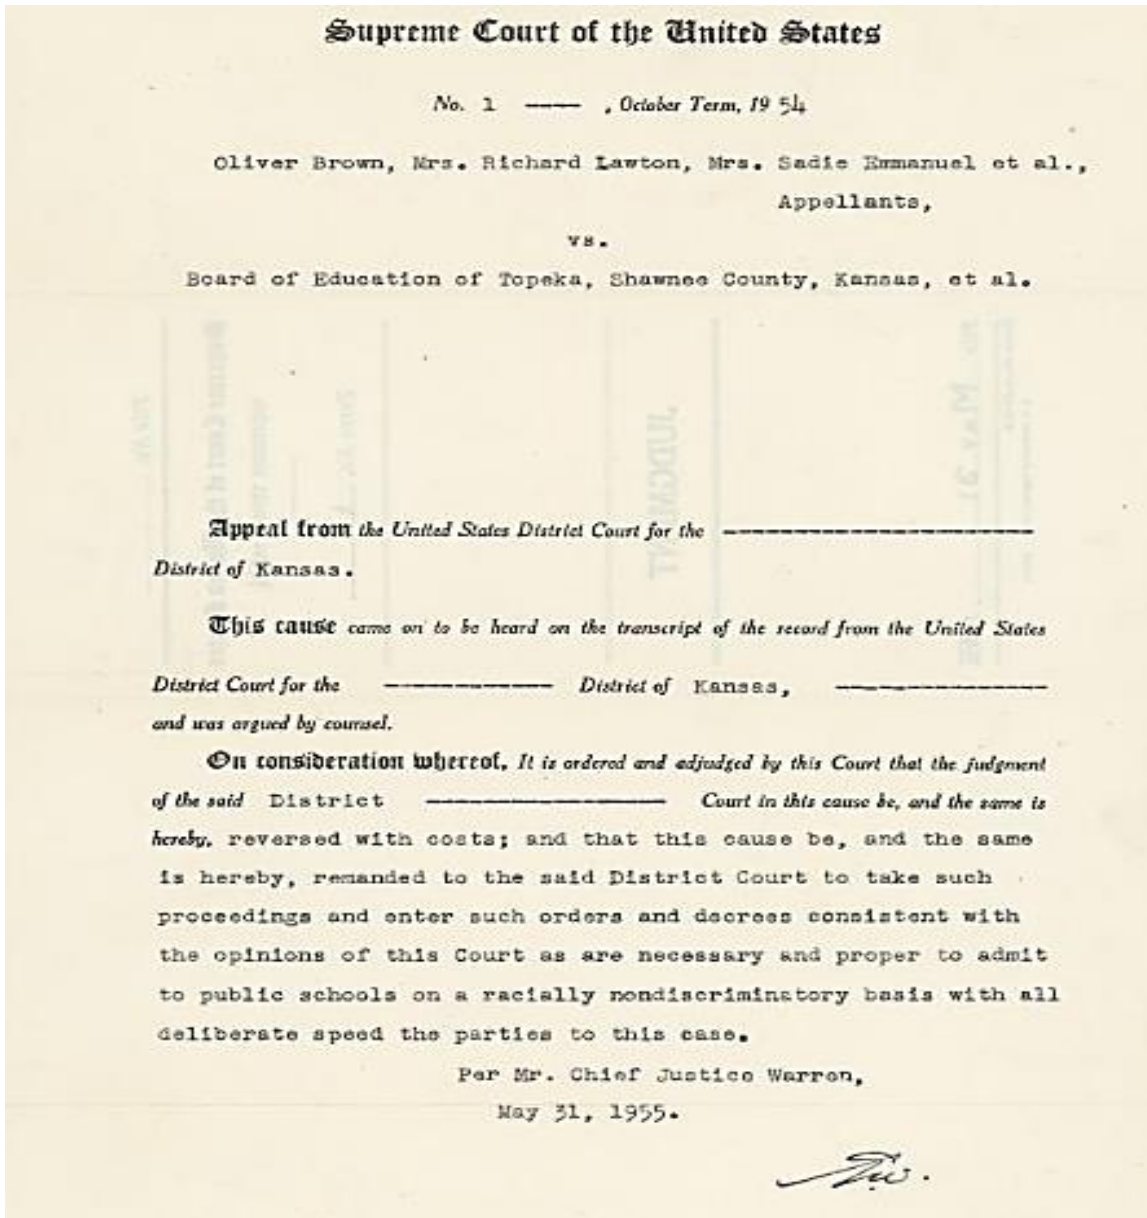 Supreme Court of the United States
No. 1 ----, October Term, 1954
Oliver Brown, Mrs. Richard Lawton, Mrs. Sadie Emmanuel et al.,
Appellants,
vs.
Board of Education of Topeka, Shawnee County, Kansas, et al.
JUDGMENT
MAY 31
Appeal from the United States District Court for the ----------------------
District of Kansas.
This cause came on to be heard on the transcript of the record from the United States
District Court for the ------------ District of Kansas, ---------------
and was argued by counsel.
On consideration whereof, It is ordered and adjudged by this Court that the judgment
of the said District ----------------- Court in this cause be, and the same is
hereby, reversed with costs; and that this cause be, and the same
is hereby, remanded to the said District Court to take such
proceedings and enter such orders and decrees consistent with
the opinions of this Court as are necessary and proper to admit
to public schools on a racially nondiscriminatory basis with all
deliberate speed the parties to this case.
Per Mr. Chief Justice Warren,
May 31, 1955.